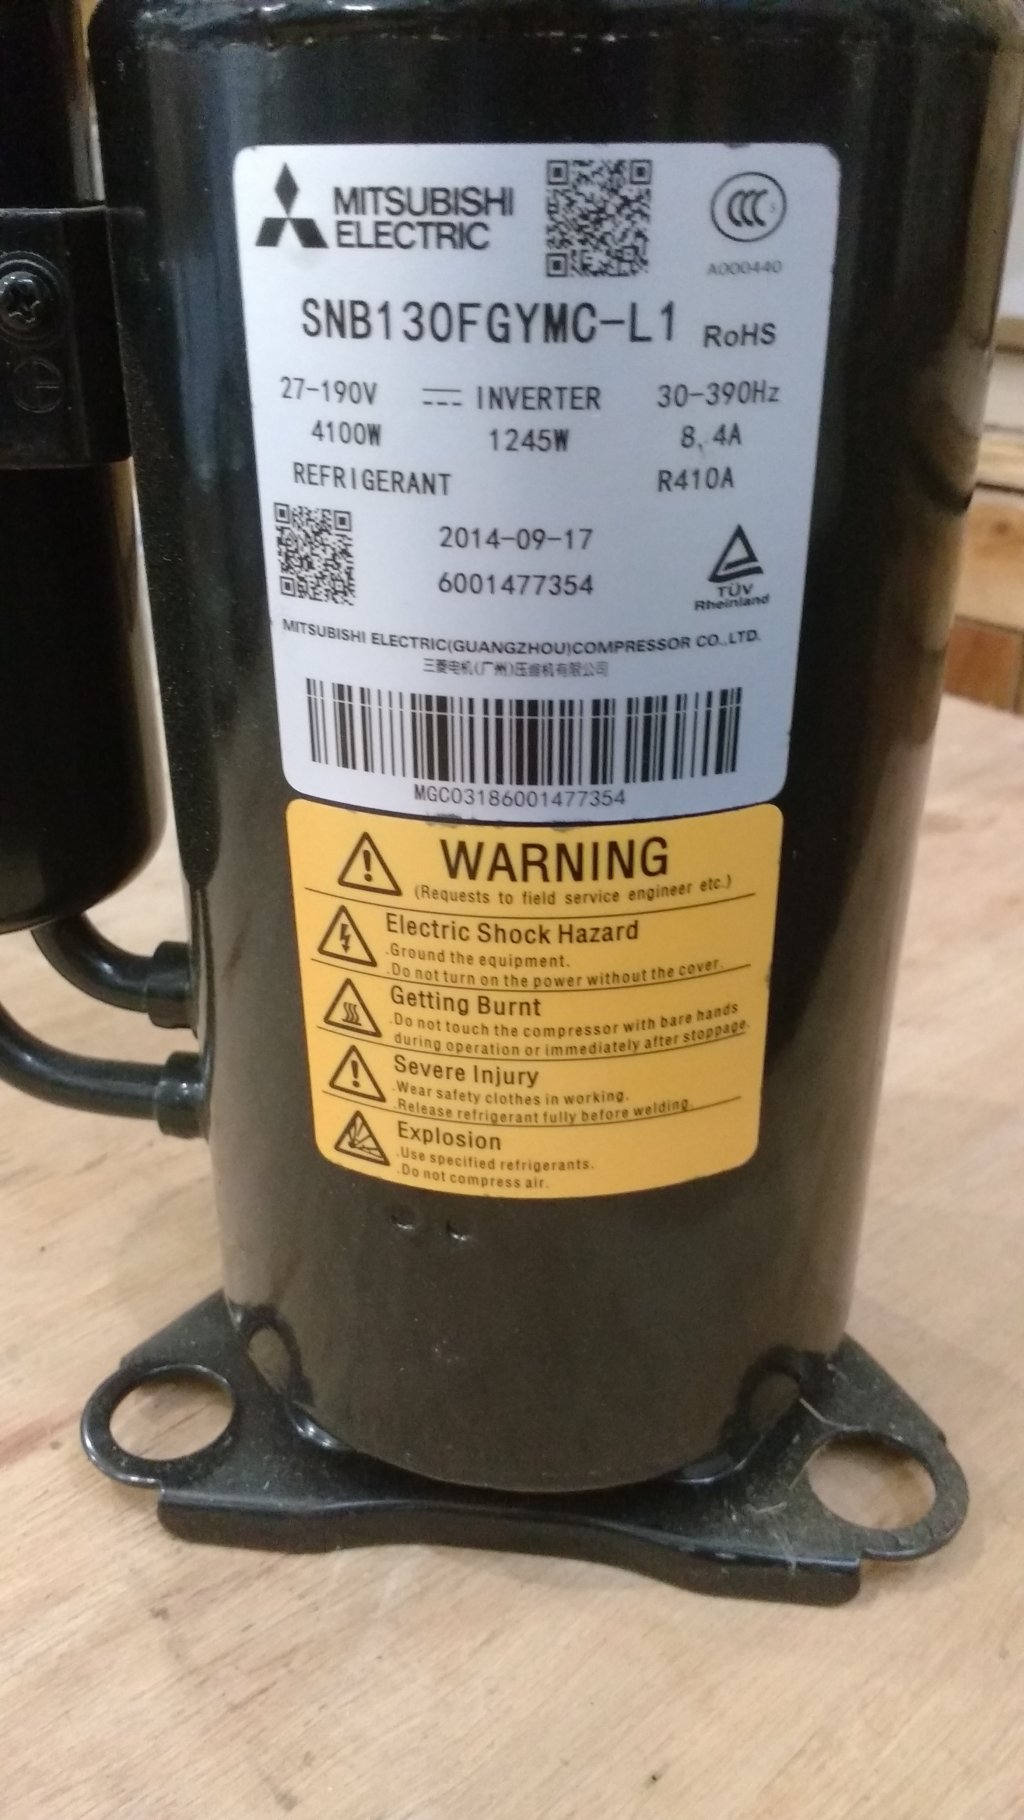 MITSUBISHI
ELECTRIC
CCC S
A000440
SNB130FGYMC-L1 RoHS
27-190V INVERTER 30-390Hz
4100W 1245W 8.4A
REFRIGERANT R410A
2014-09-17
6001477354
TÜV
Rheinland
MITSUBISHI ELECTRIC(GUANGZHOU)COMPRESSOR CO.,LTD.
三菱电机(广州)压缩机有限公司
MGC03186001477354
WARNING
(Requests to field service engineer etc.)
Electric Shock Hazard
.Ground the equipment.
.Do not turn on the power without the cover.
Getting Burnt
.Do not touch the compressor with bare hands
during operation or immediately after stoppage.
Severe Injury
.Wear safety clothes in working.
.Release refrigerant fully before welding.
Explosion
.Use specified refrigerants.
.Do not compress air.